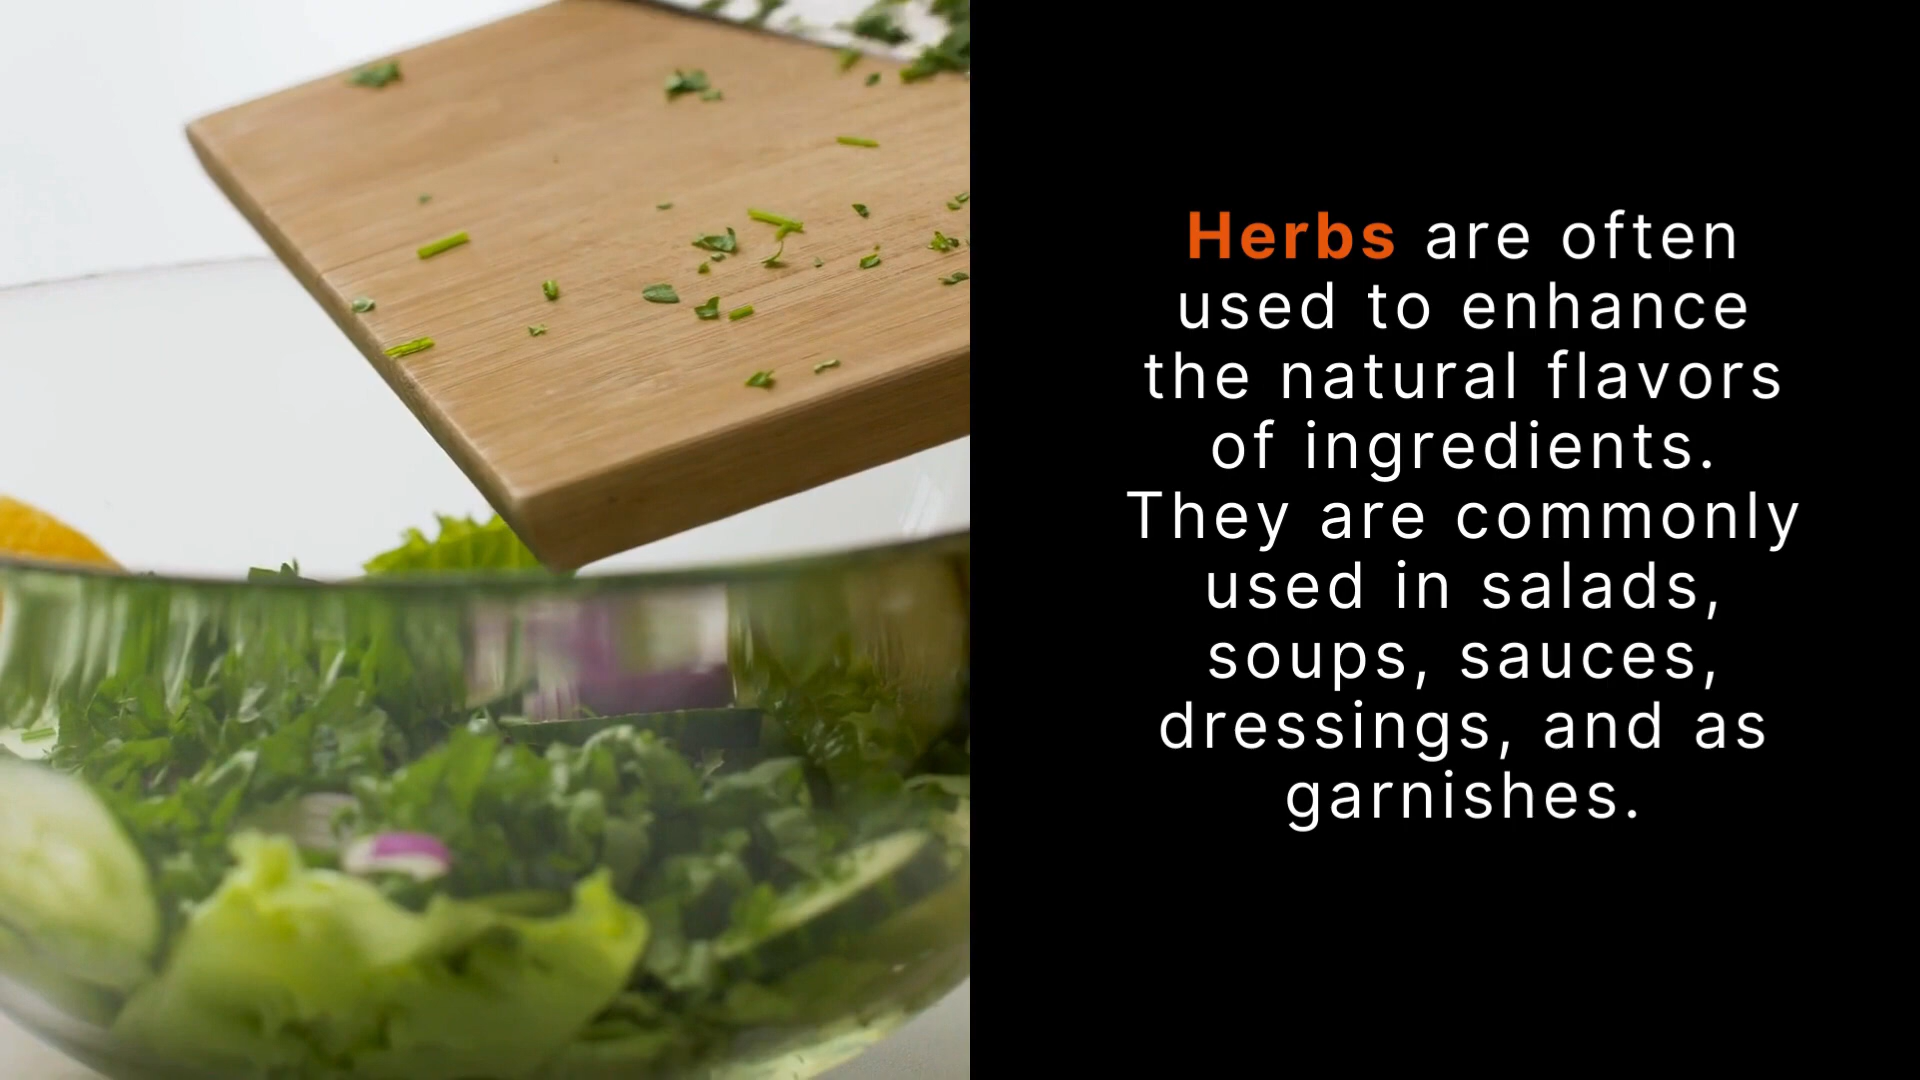 Herbs are often
used to enhance
the natural flavors
of ingredients.
They are commonly
used in salads,
soups, sauces,
dressings, and as
garnishes.